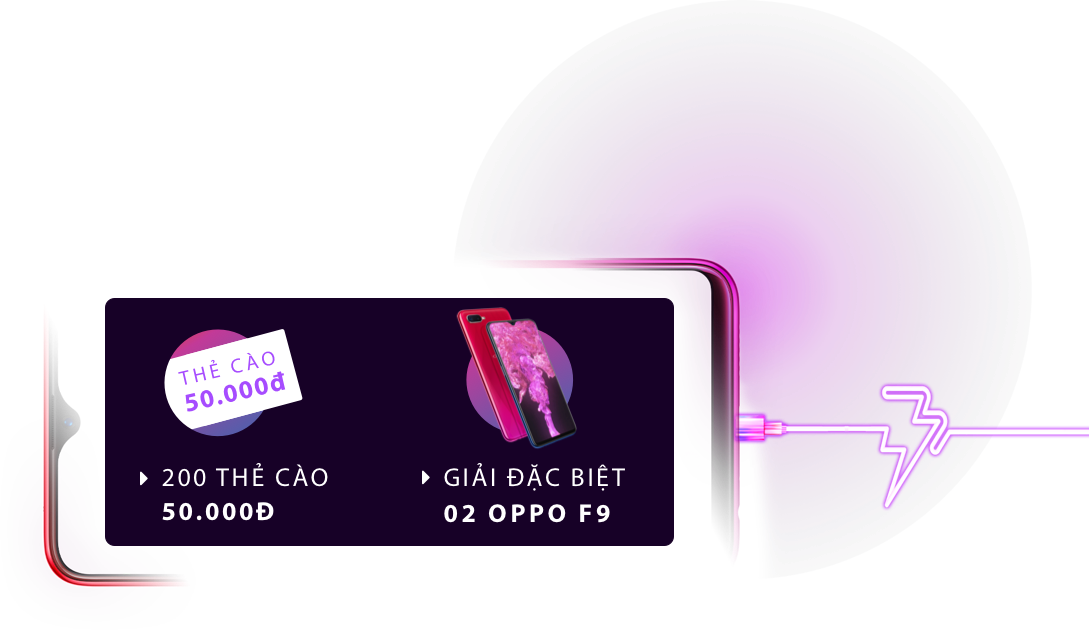 THẺ CÀO
50.000đ
200 THẺ CÀO
50.000Đ
GIẢI ĐẶC BIỆT
02 OPPO F9